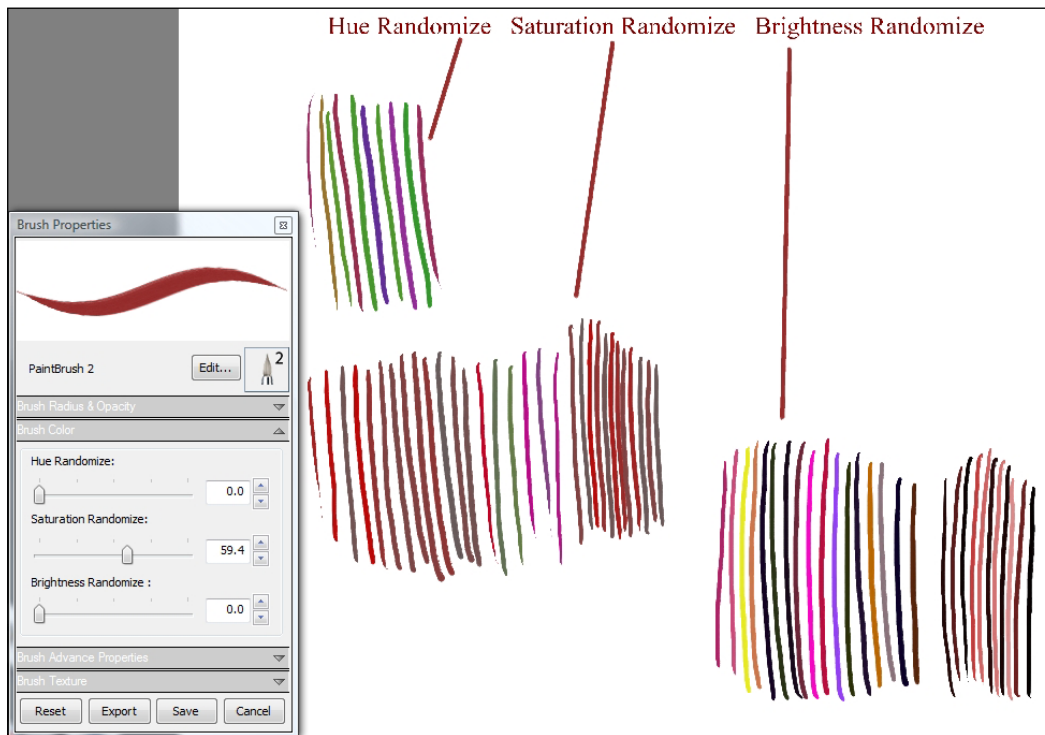 Hue Randomize Saturation Randomize Brightness Randomize
Brush Properties
PaintBrush 2
Edit...
2
Brush Radius & Opacity
Brush Color
Hue Randomize:
0.0
Saturation Randomize:
59.4
Brightness Randomize :
0.0
Brush Advance Properties
Brush Texture
Reset Export Save Cancel